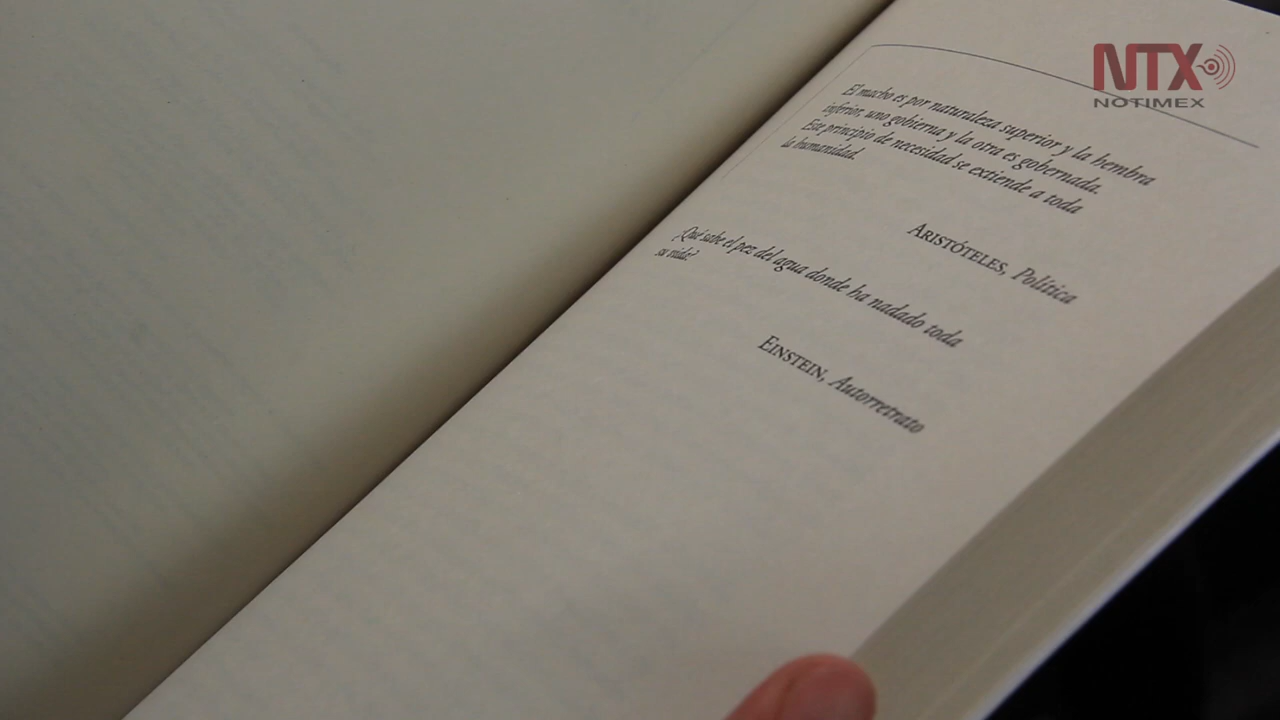 NTX
NOTIMEX
El macho es por naturaleza superior y la hembra
inferior, uno gobierna y la otra es gobernada.
Este principio de necesidad se extiende a toda
la humanidad.
ARISTÓTELES, Política
¿Qué sabe el pez del agua donde ha nadado toda
su vida?
EINSTEIN, Autorretrato